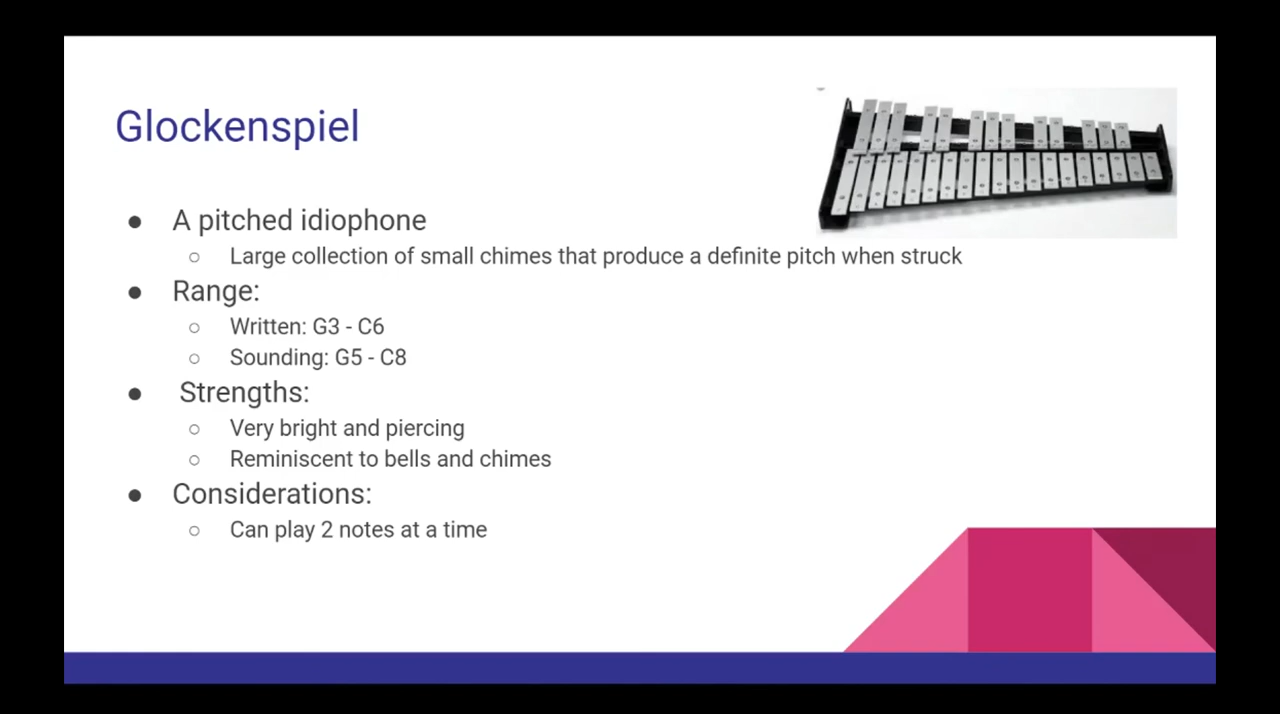 Glockenspiel
● A pitched idiophone
○ Large collection of small chimes that produce a definite pitch when struck
● Range:
○ Written: G3 - C6
○ Sounding: G5 - C8
● Strengths:
○ Very bright and piercing
○ Reminiscent to bells and chimes
● Considerations:
○ Can play 2 notes at a time